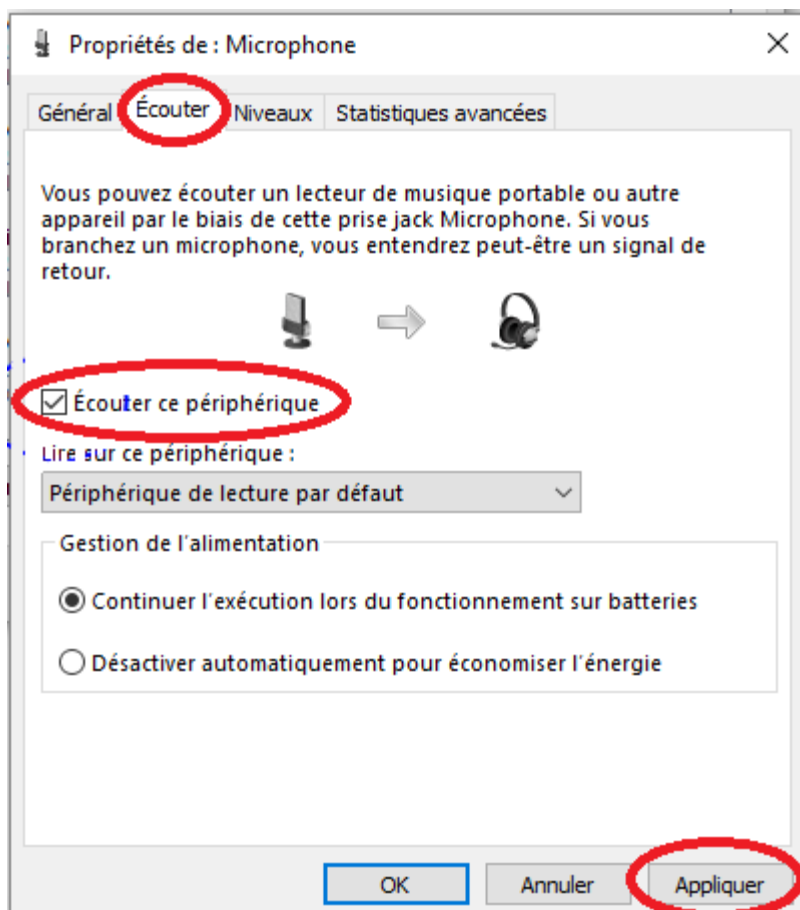 Propriétés de : Microphone
Général Écouter Niveaux Statistiques avancées
Vous pouvez écouter un lecteur de musique portable ou autre
appareil par le biais de cette prise jack Microphone. Si vous
branchez un microphone, vous entendrez peut-être un signal de
retour.
Écouter ce périphérique
Lire sur ce périphérique :
Périphérique de lecture par défaut
Gestion de l'alimentation
Continuer l'exécution lors du fonctionnement sur batteries
Désactiver automatiquement pour économiser l'énergie
OK Annuler Appliquer